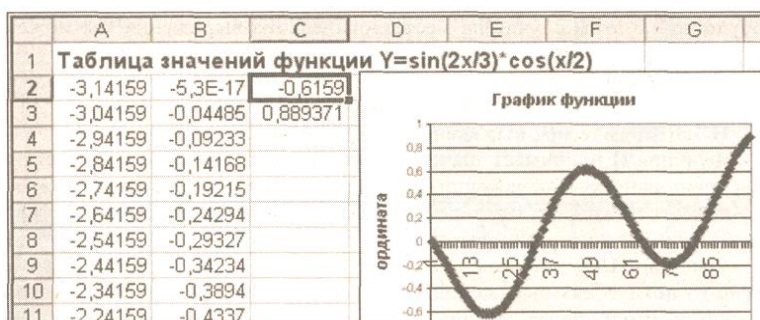 A B C D E F G
1 Таблица значений функции Y=sin(2x/3)*cos(x/2)
2 -3,14159 -5,3E-17 -0,6159
3 -3,04159 -0,04485 0,889371
4 -2,94159 -0,09233
5 -2,84159 -0,14168
6 -2,74159 -0,19215
7 -2,64159 -0,24294
8 -2,54159 -0,29327
9 -2,44159 -0,34234
10 -2,34159 -0,3894
11 -2,24159 -0,4337
График функции
ордината
1
0,8
0,6
0,4
0,2
0
-0,2
-0,4
-0,6
1 13 25 37 49 61 85